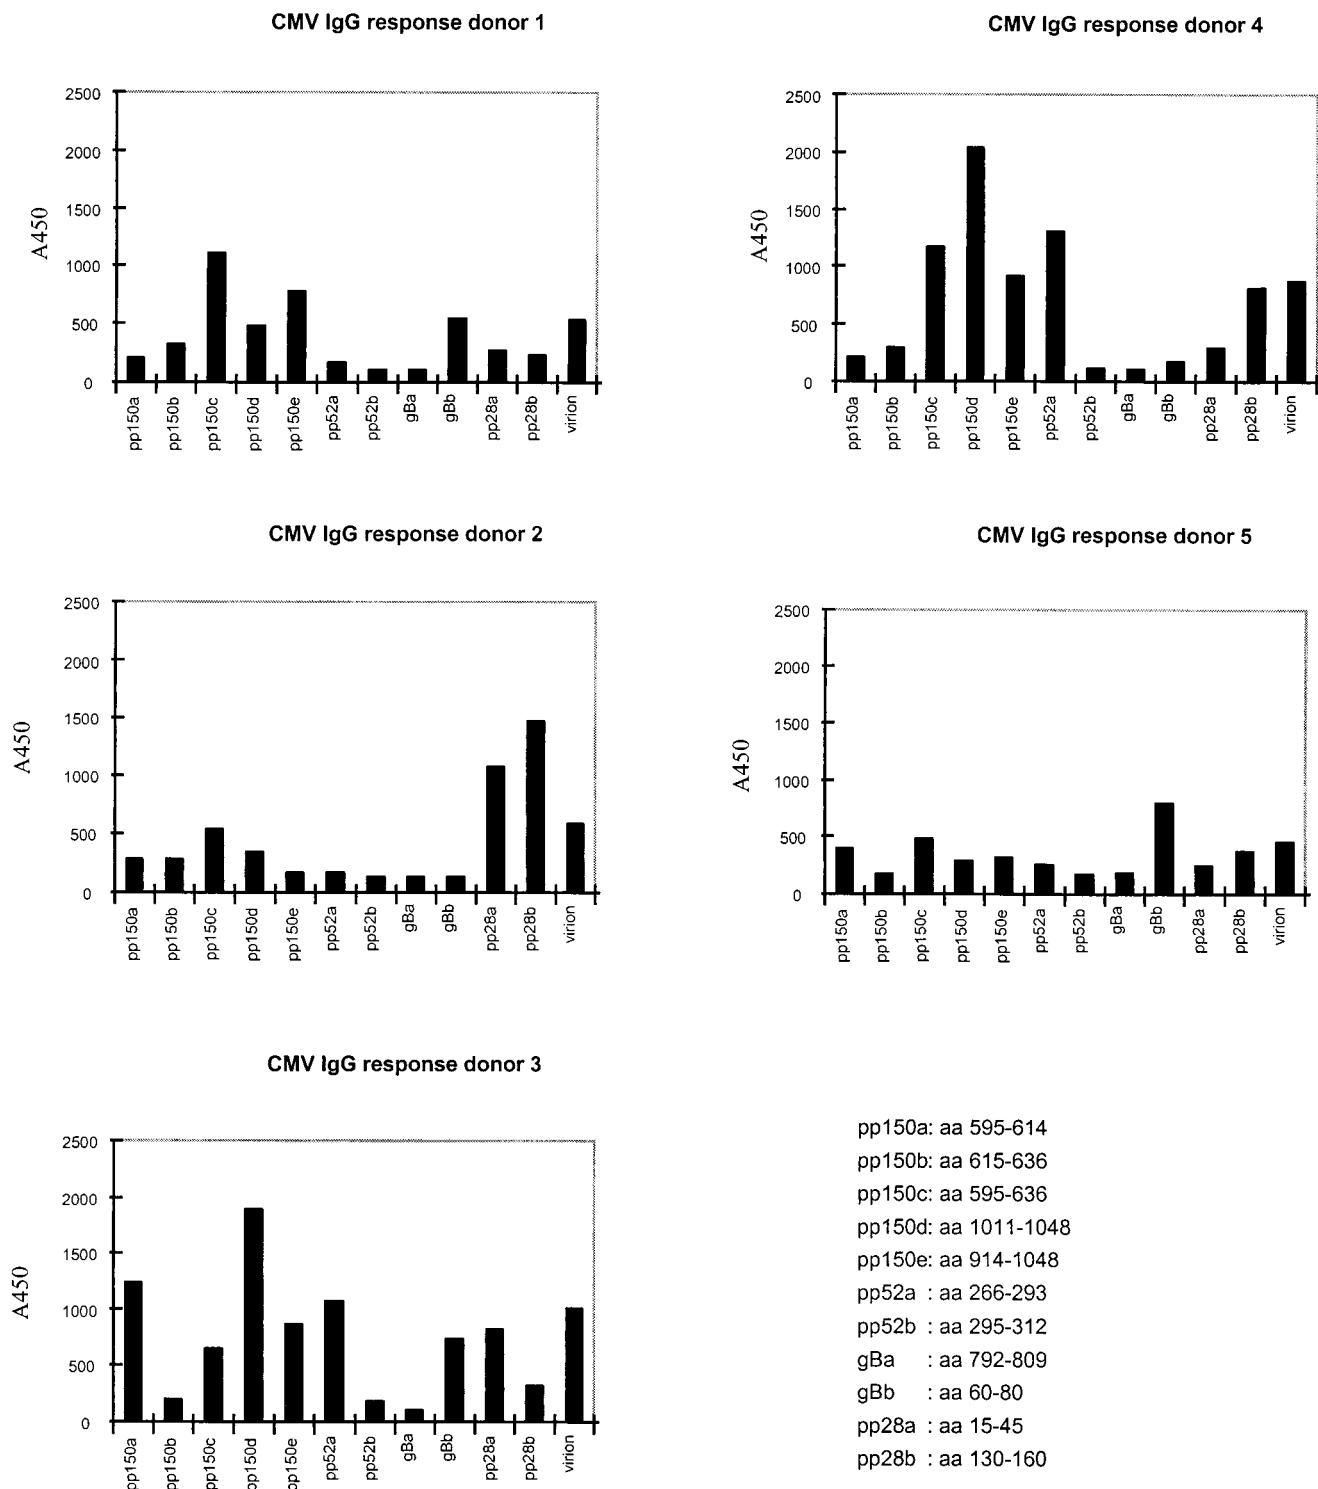 CMV IgG response donor 1
2500
2000
1500
1000
500
0
A450
pp150a pp150b pp150c pp150d pp150e pp52a pp52b gBa gBb pp28a pp28b virion
CMV IgG response donor 4
2500
2000
1500
1000
500
0
A450
pp150a pp150b pp150c pp150d pp150e pp52a pp52b gBa gBb pp28a pp28b virion
CMV IgG response donor 2
2500
2000
1500
1000
500
0
A450
pp150a pp150b pp150c pp150d pp150e pp52a pp52b gBa gBb pp28a pp28b virion
CMV IgG response donor 5
2500
2000
1500
1000
500
0
A450
pp150a pp150b pp150c pp150d pp150e pp52a pp52b gBa gBb pp28a pp28b virion
CMV IgG response donor 3
2500
2000
1500
1000
500
0
A450
pp150a pp150b pp150c pp150d pp150e pp52a pp52b gBa gBb pp28a pp28b virion
pp150a: aa 595-614
pp150b: aa 615-636
pp150c: aa 595-636
pp150d: aa 1011-1048
pp150e: aa 914-1048
pp52a : aa 266-293
pp52b : aa 295-312
gBa : aa 792-809
gBb : aa 60-80
pp28a : aa 15-45
pp28b : aa 130-160